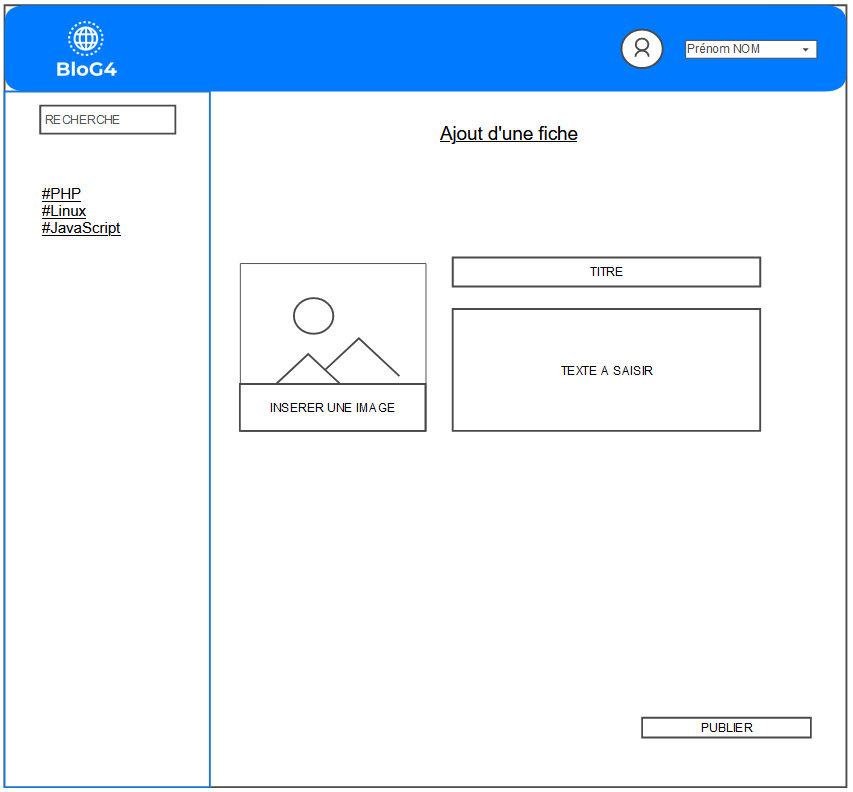 BloG4
Prénom NOM
RECHERCHE
Ajout d'une fiche
#PHP
#Linux
#JavaScript
TITRE
TEXTE A SAISIR
INSERER UNE IMAGE
PUBLIER